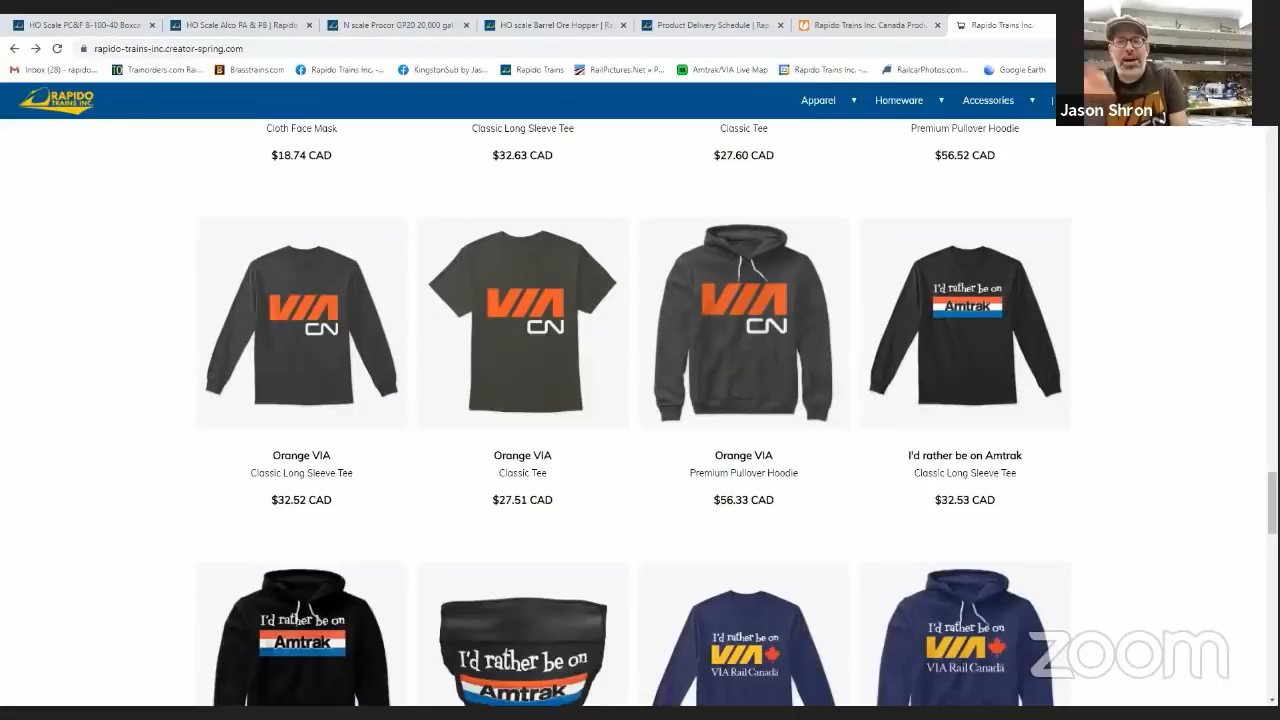 HO Scale PC&F B-100-40 Boxca
HO Scale Alco PA & PB | Rapido
N scale Procor GP20 20,000 gal
HO scale Barrel Ore Hopper | Ra
Product Delivery Schedule | Rap
Rapido Trains Inc. Canada Produ
Rapido Trains Inc.
rapido-trains-inc.creator-spring.com
Inbox (28) - rapido...
Trainorders.com Rai...
Brasstrains.com
Rapido Trains Inc. -...
KingstonSub by Jas...
Rapido Trains
RailPictures.Net » P...
Amtrak/VIA Live Map
Rapido Trains Inc. -...
RailcarPhotos.com...
Google Earth
RAPIDO
TRAINS INC.
Apparel
Homeware
Accessories
Jason Shron
Cloth Face Mask
Classic Long Sleeve Tee
Classic Tee
Premium Pullover Hoodie
$18.74 CAD
$32.63 CAD
$27.60 CAD
$56.52 CAD
VIA
CN
VIA
CN
VIA
CN
I'd rather be on
Amtrak
Orange VIA
Orange VIA
Orange VIA
I'd rather be on Amtrak
Classic Long Sleeve Tee
Classic Tee
Premium Pullover Hoodie
Classic Long Sleeve Tee
$32.52 CAD
$27.51 CAD
$56.33 CAD
$32.53 CAD
I'd rather be on
Amtrak
I'd rather be on
Amtrak
I'd rather be on
VIA
VIA Rail Canada
I'd rather be on
VIA
VIA Rail Canada
zoom